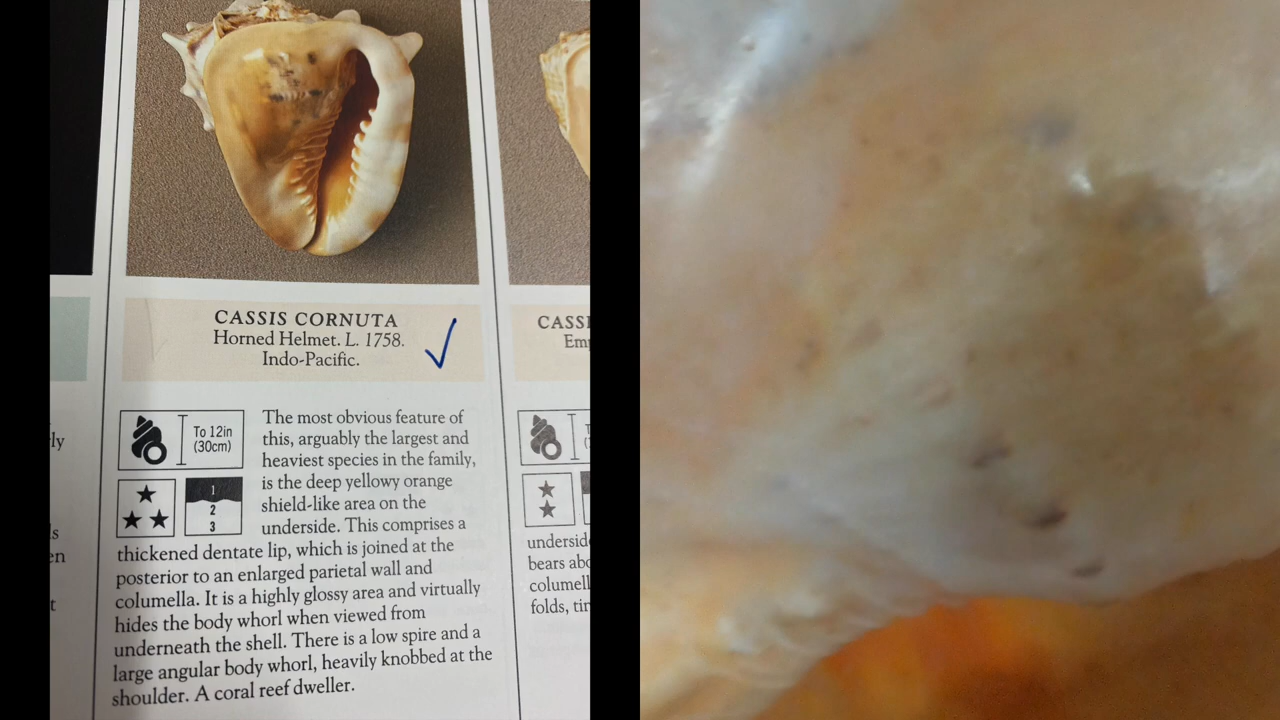 CASSIS CORNUTA
Horned Helmet. L. 1758.
Indo-Pacific.
To 12in
(30cm)
1
2
3
The most obvious feature of
this, arguably the largest and
heaviest species in the family,
is the deep yellowy orange
shield-like area on the
underside. This comprises a
thickened dentate lip, which is joined at the
posterior to an enlarged parietal wall and
columella. It is a highly glossy area and virtually
hides the body whorl when viewed from
underneath the shell. There is a low spire and a
large angular body whorl, heavily knobbed at the
shoulder. A coral reef dweller.
CASSI
Em
undersid
bears abo
columell
folds, tin
ly
s
en
t